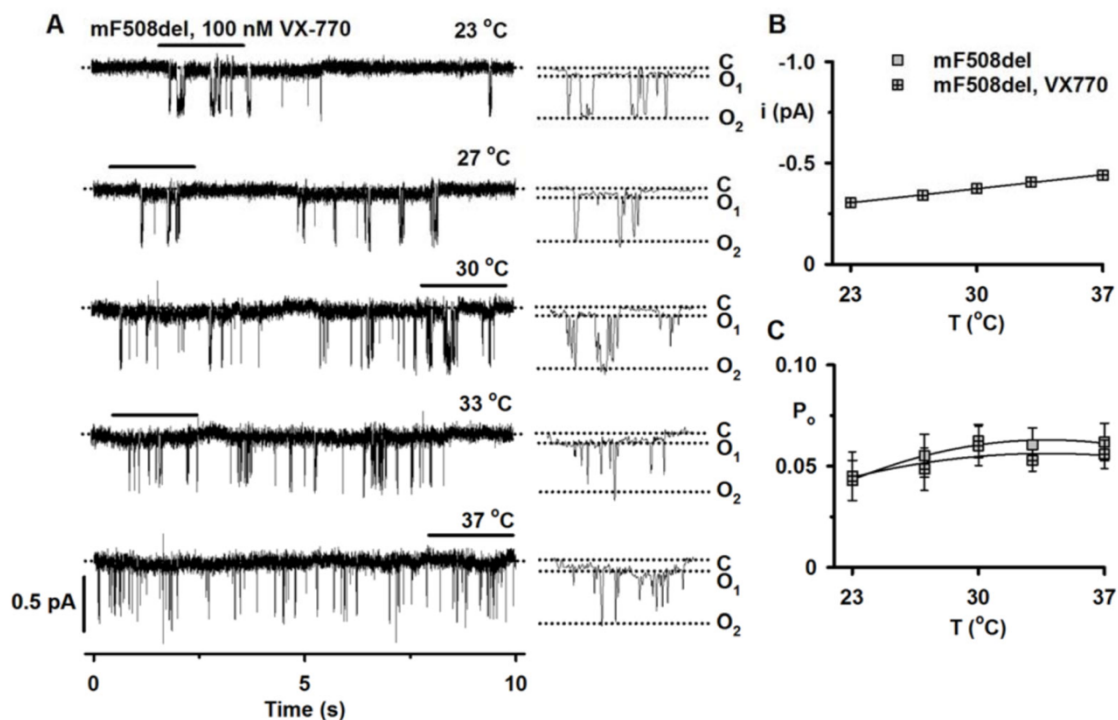 A
mF508del, 100 nM VX-770
23 °C
C
O₁
O₂
27 °C
C
O₁
O₂
30 °C
C
O₁
O₂
33 °C
C
O₁
O₂
37 °C
C
O₁
O₂
0.5 pA
0 5 10
Time (s)
B
mF508del
mF508del, VX770
-1.0
i (pA)
-0.5
0
23 30 37
T (°C)
C
0.10
Pₒ
0.05
0
23 30 37
T (°C)